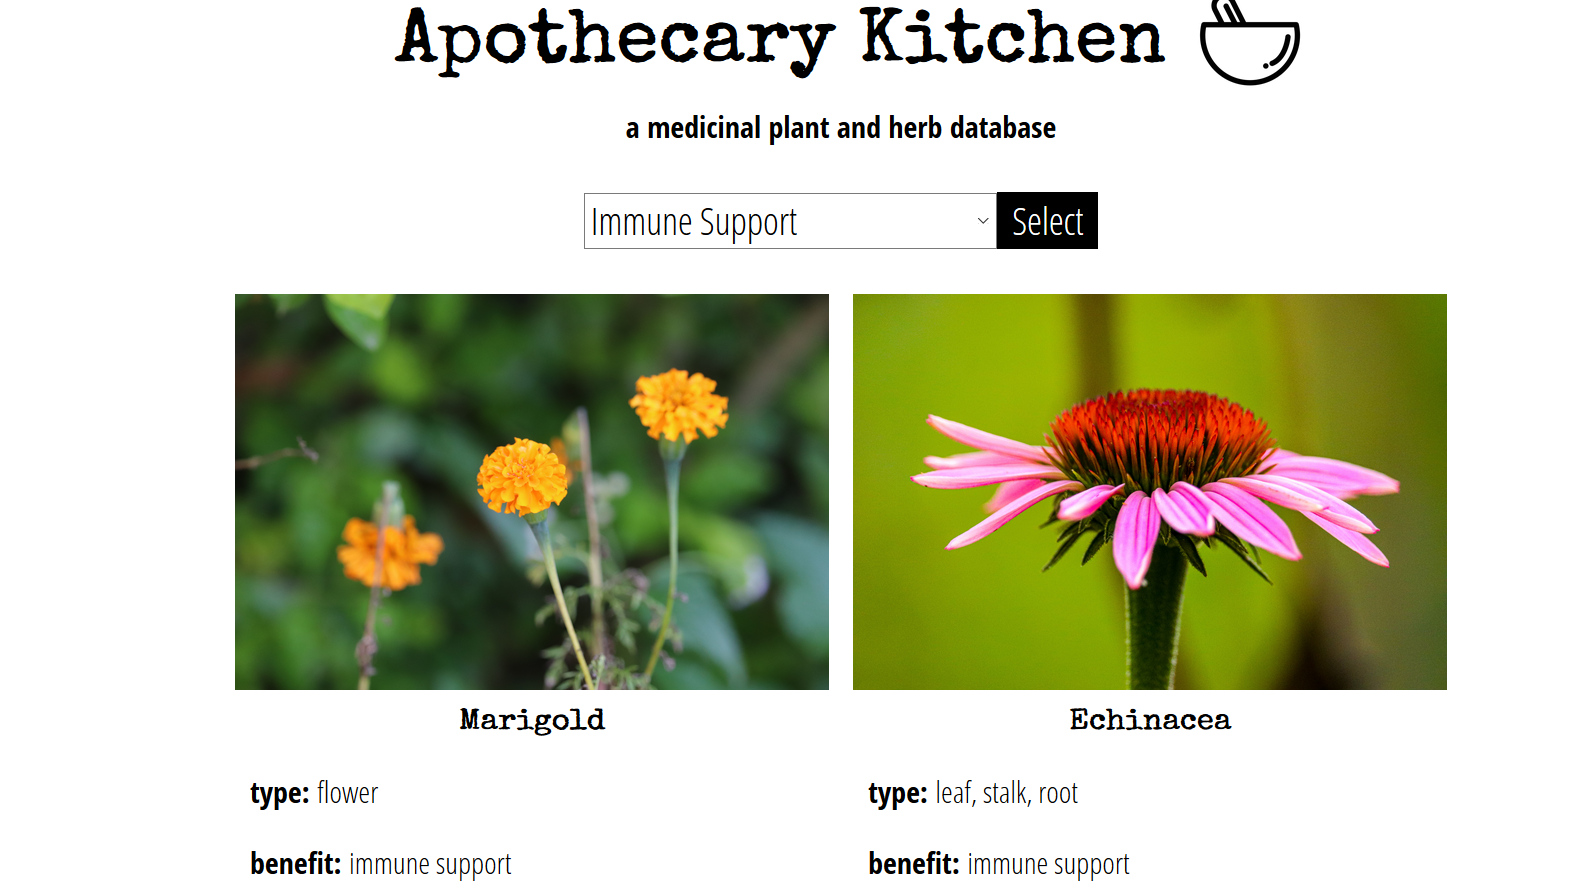 Apothecary Kitchen
a medicinal plant and herb database
Immune Support
Select
Marigold
Echinacea
type: flower
type: leaf, stalk, root
benefit: immune support
benefit: immune support